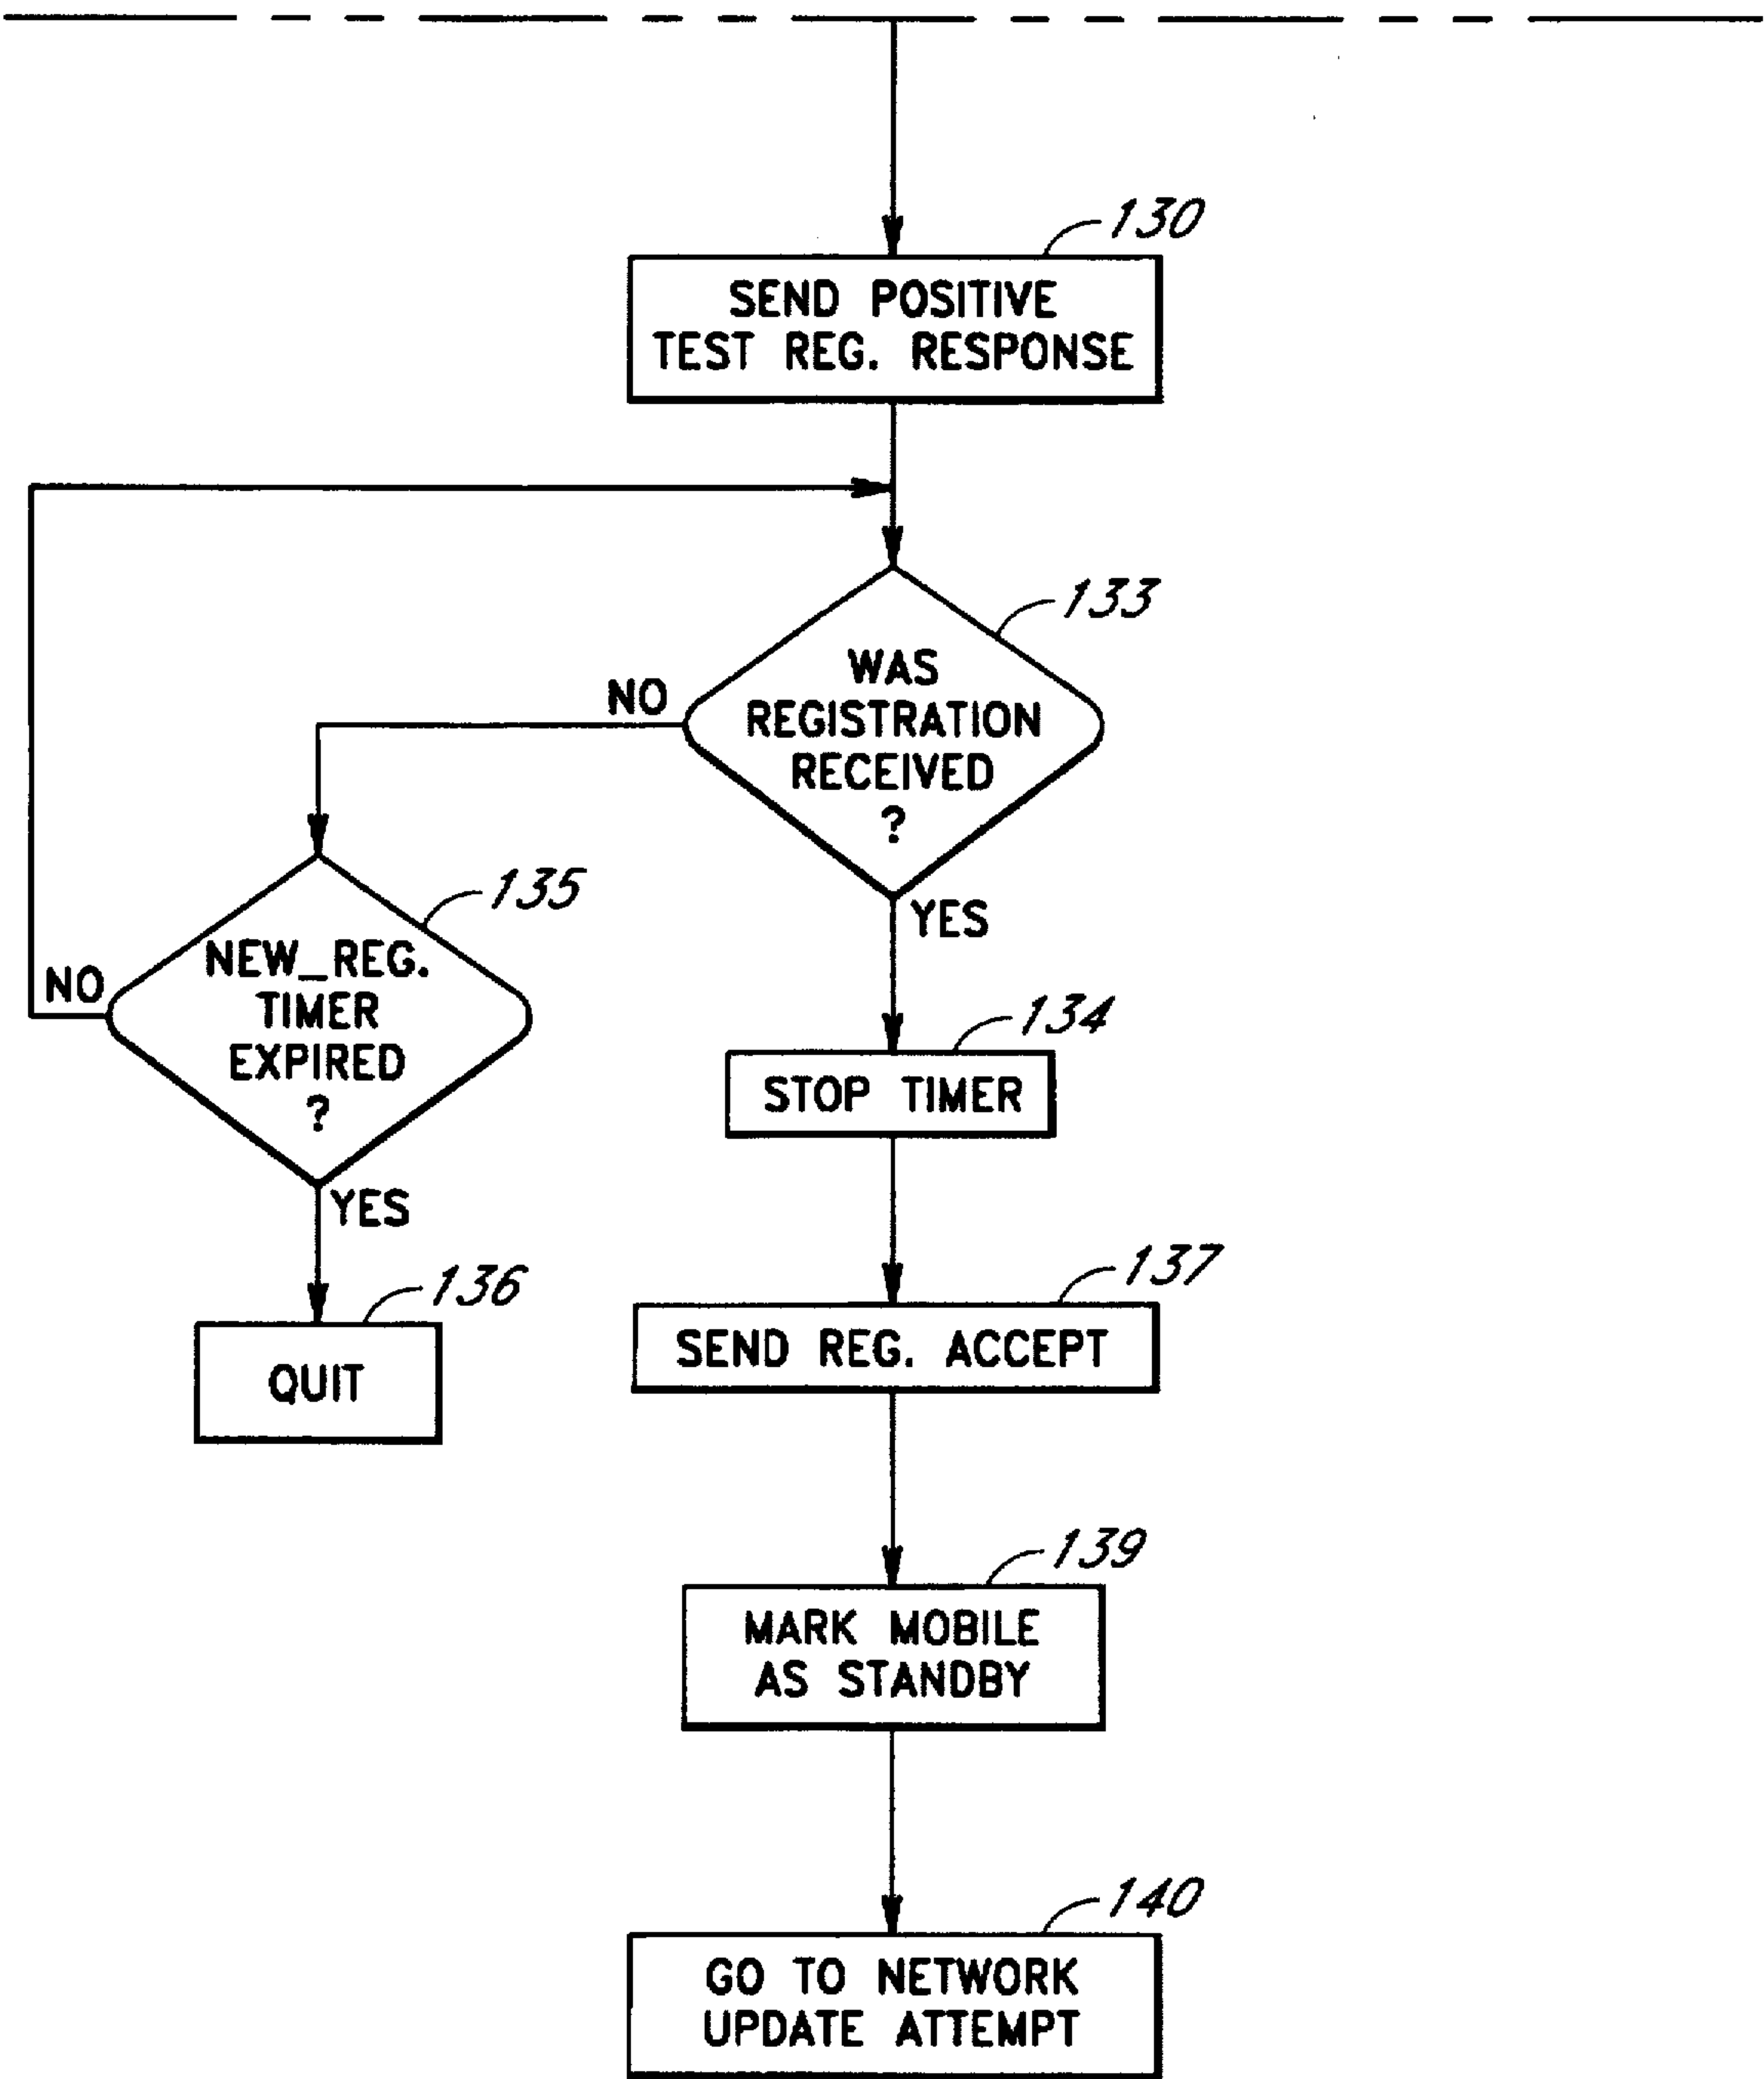 130
SEND POSITIVE
TEST REG. RESPONSE
133
WAS
REGISTRATION
RECEIVED
?
NO
YES
135
NEW_REG.
TIMER
EXPIRED
?
NO
YES
134
STOP TIMER
136
QUIT
137
SEND REG. ACCEPT
139
MARK MOBILE
AS STANDBY
140
GO TO NETWORK
UPDATE ATTEMPT